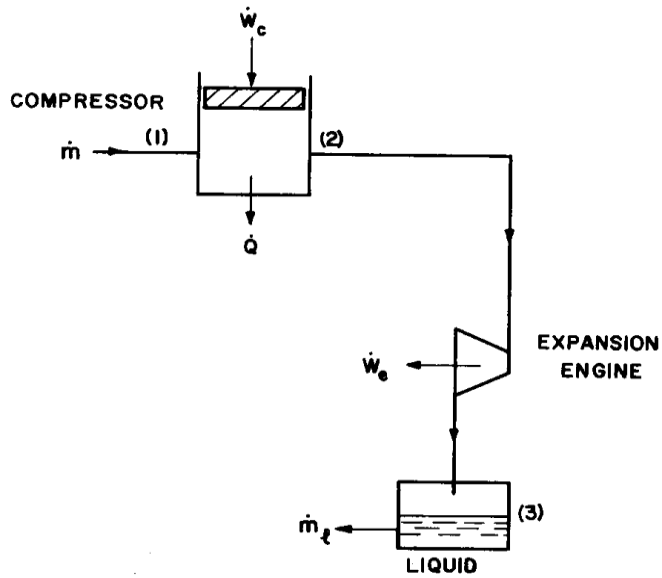 Ẇc
COMPRESSOR
(1)
(2)
ṁ
Q̇
EXPANSION
ENGINE
Ẇe
(3)
ṁℓ
LIQUID